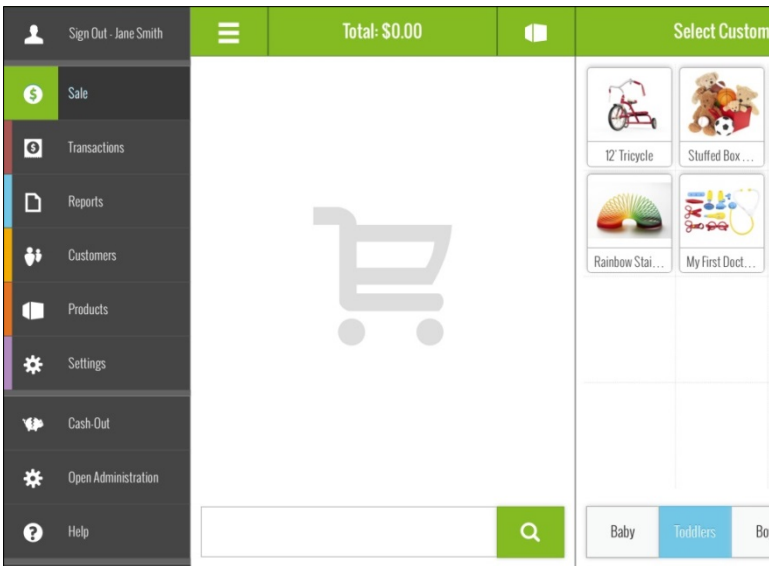 Sign Out - Jane Smith
Sale
Transactions
Reports
Customers
Products
Settings
Cash-Out
Open Administration
Help
Total: $0.00
Select Custom
12' Tricycle
Stuffed Box ...
Rainbow Stai...
My First Doct...
Baby
Toddlers
Bo